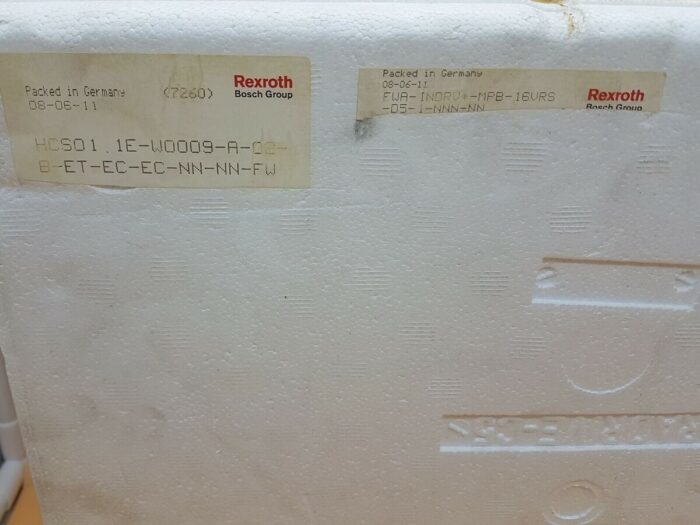 Packed in Germany (7260)
08-06-11
Rexroth
Bosch Group
HCS01.1E-W0009-A-02-
B-ET-EC-EC-NN-NN-FW
Packed in Germany
08-06-11
FWA-INDRV*-MPB-16VRS
-D5-1-NNN-NN
Rexroth
Bosch Group